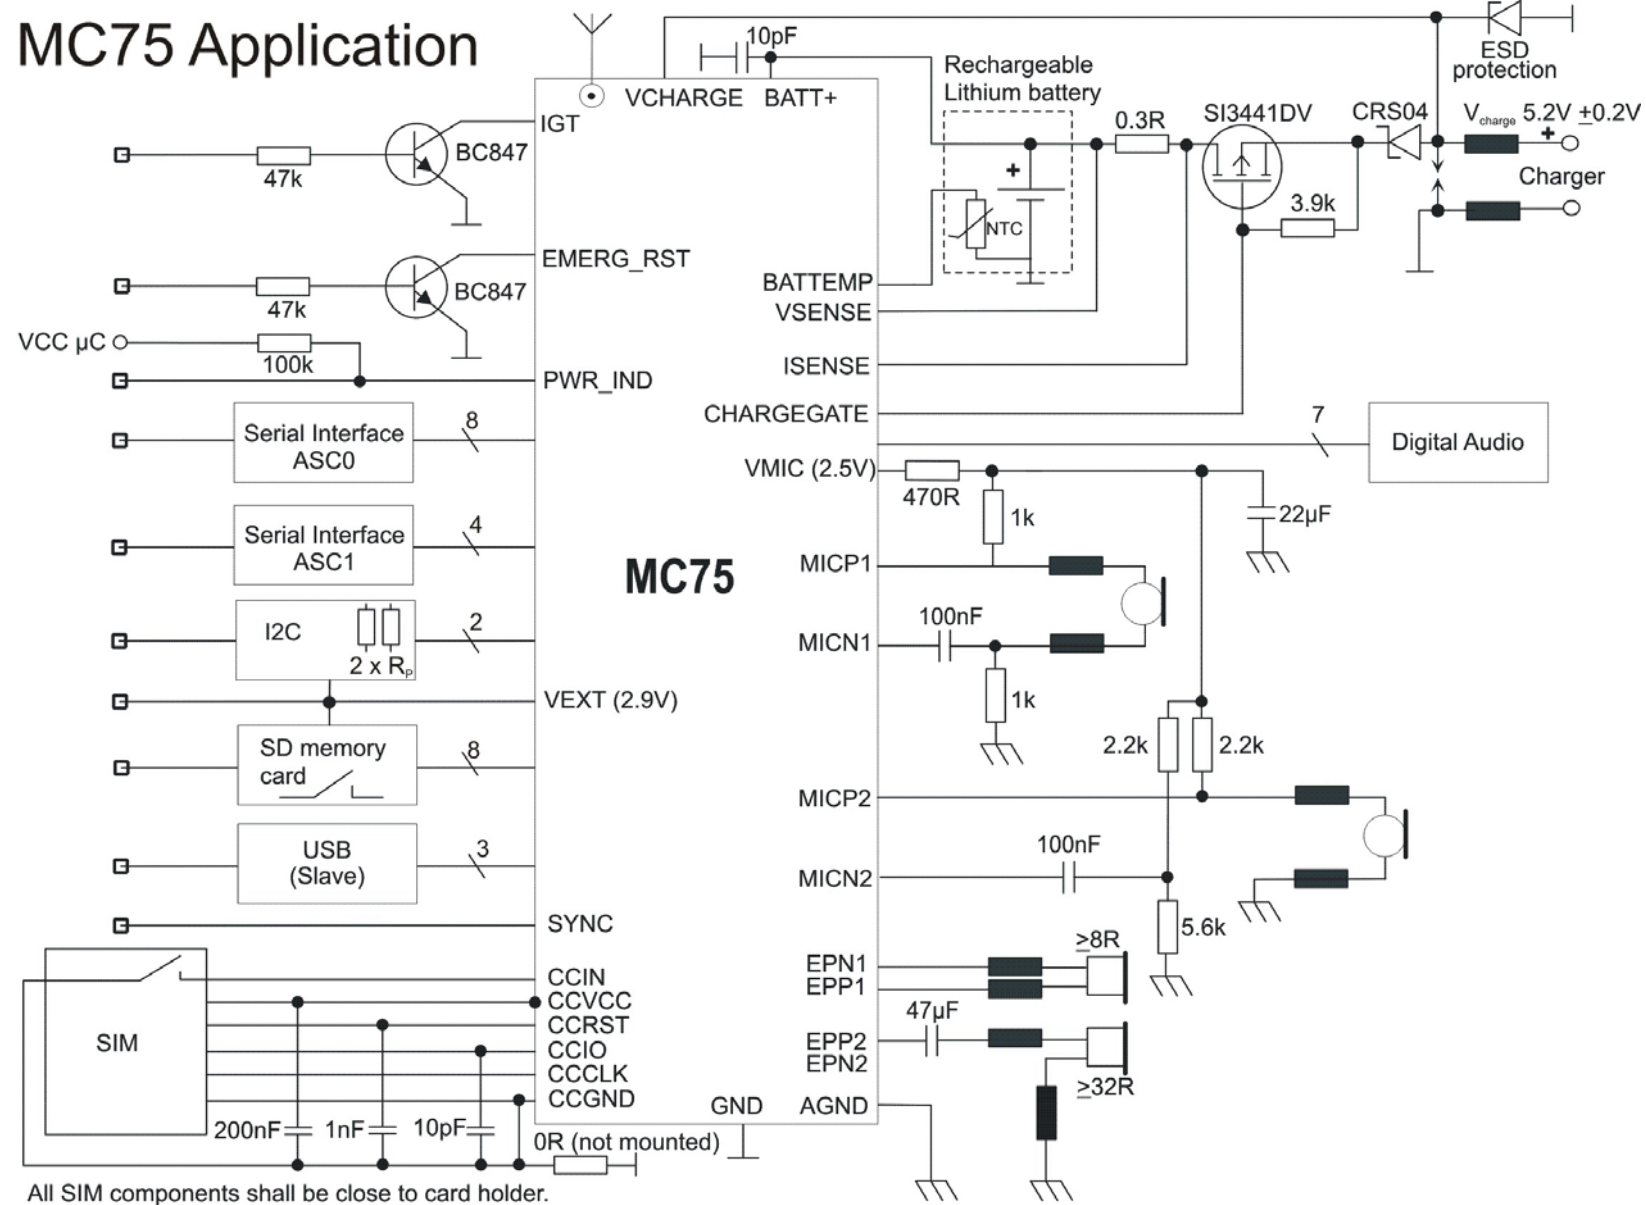 MC75 Application
10pF
ESD
protection
Rechargeable
Lithium battery
VCHARGE BATT+
0.3R
SI3441DV
CRS04
Vcharge 5.2V ±0.2V
+
IGT
BC847
47k
+
Charger
3.9k
NTC
EMERG_RST
BC847
47k
BATTEMP
VSENSE
VCC µC
100k
ISENSE
PWR_IND
CHARGEGATE
Serial Interface
ASC0
8
7
Digital Audio
VMIC (2.5V)
470R
1k
22µF
Serial Interface
ASC1
4
MC75
MICP1
100nF
I2C
2 x RP
2
MICN1
1k
VEXT (2.9V)
SD memory
card
8
2.2k
2.2k
MICP2
USB
(Slave)
3
100nF
MICN2
SYNC
5.6k
≥8R
CCIN
EPN1
EPP1
CCVCC
47µF
CCRST
SIM
EPP2
CCIO
EPN2
CCCLK
≥32R
CCGND
GND
AGND
200nF
1nF
10pF
0R (not mounted)
All SIM components shall be close to card holder.